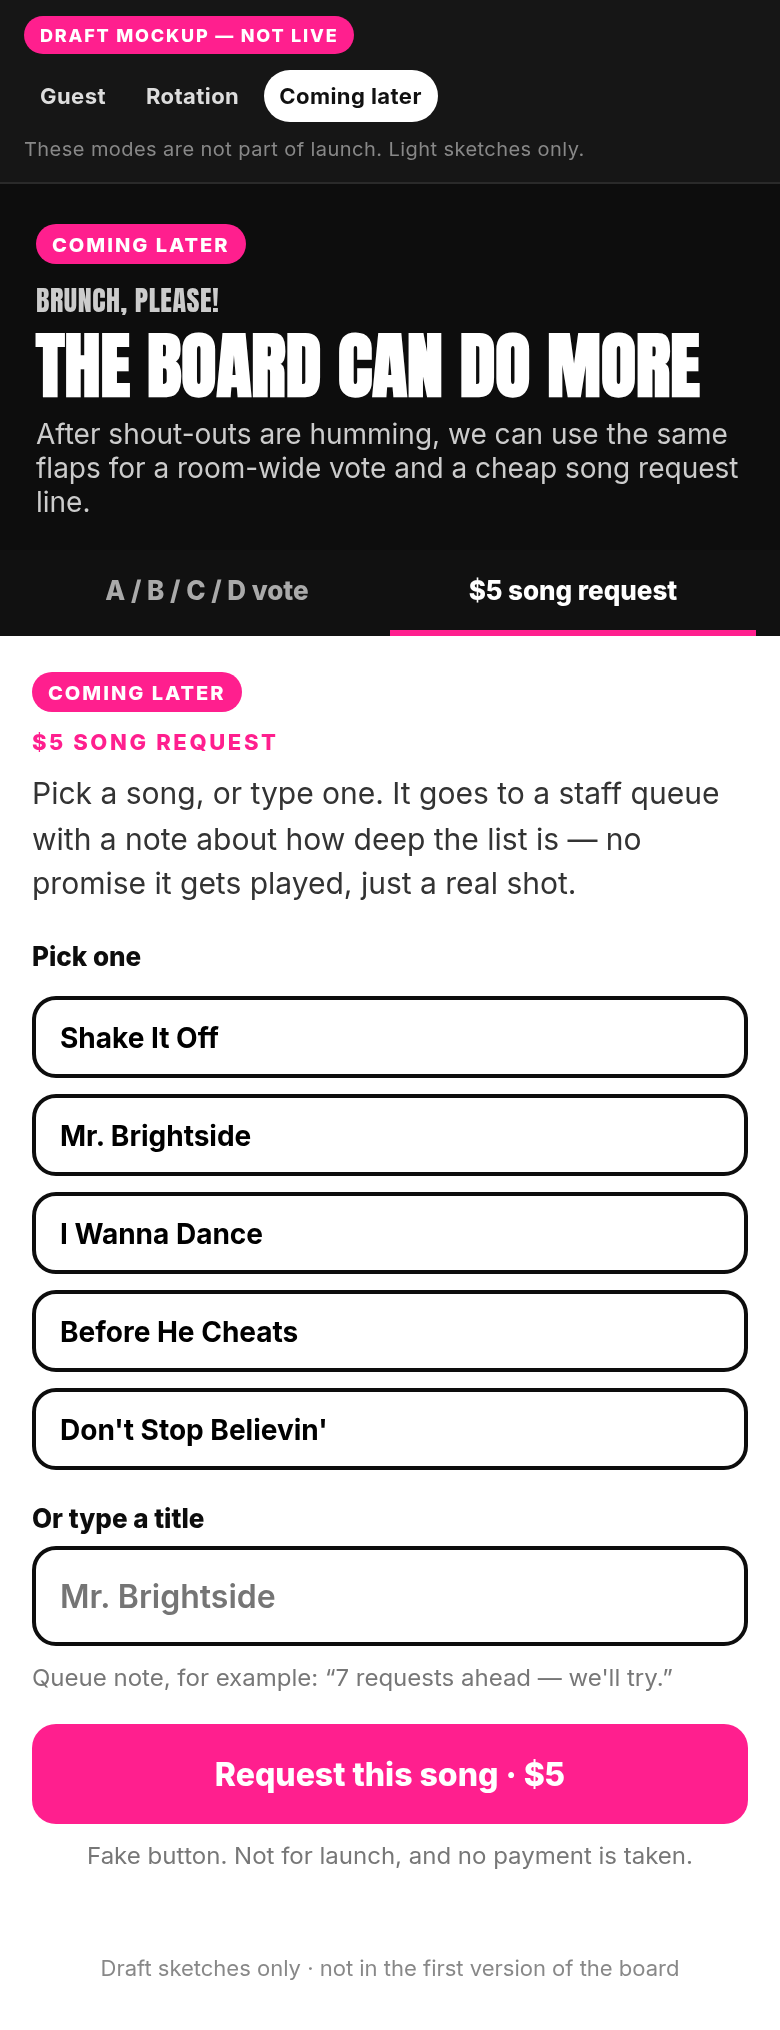 DRAFT MOCKUP — NOT LIVE
Guest Rotation Coming later
These modes are not part of launch. Light sketches only.
COMING LATER
BRUNCH, PLEASE!
THE BOARD CAN DO MORE
After shout-outs are humming, we can use the same
flaps for a room-wide vote and a cheap song request
line.
A / B / C / D vote $5 song request
COMING LATER
$5 SONG REQUEST
Pick a song, or type one. It goes to a staff queue
with a note about how deep the list is — no
promise it gets played, just a real shot.
Pick one
Shake It Off
Mr. Brightside
I Wanna Dance
Before He Cheats
Don't Stop Believin'
Or type a title
Mr. Brightside
Queue note, for example: “7 requests ahead — we'll try.”
Request this song · $5
Fake button. Not for launch, and no payment is taken.
Draft sketches only · not in the first version of the board